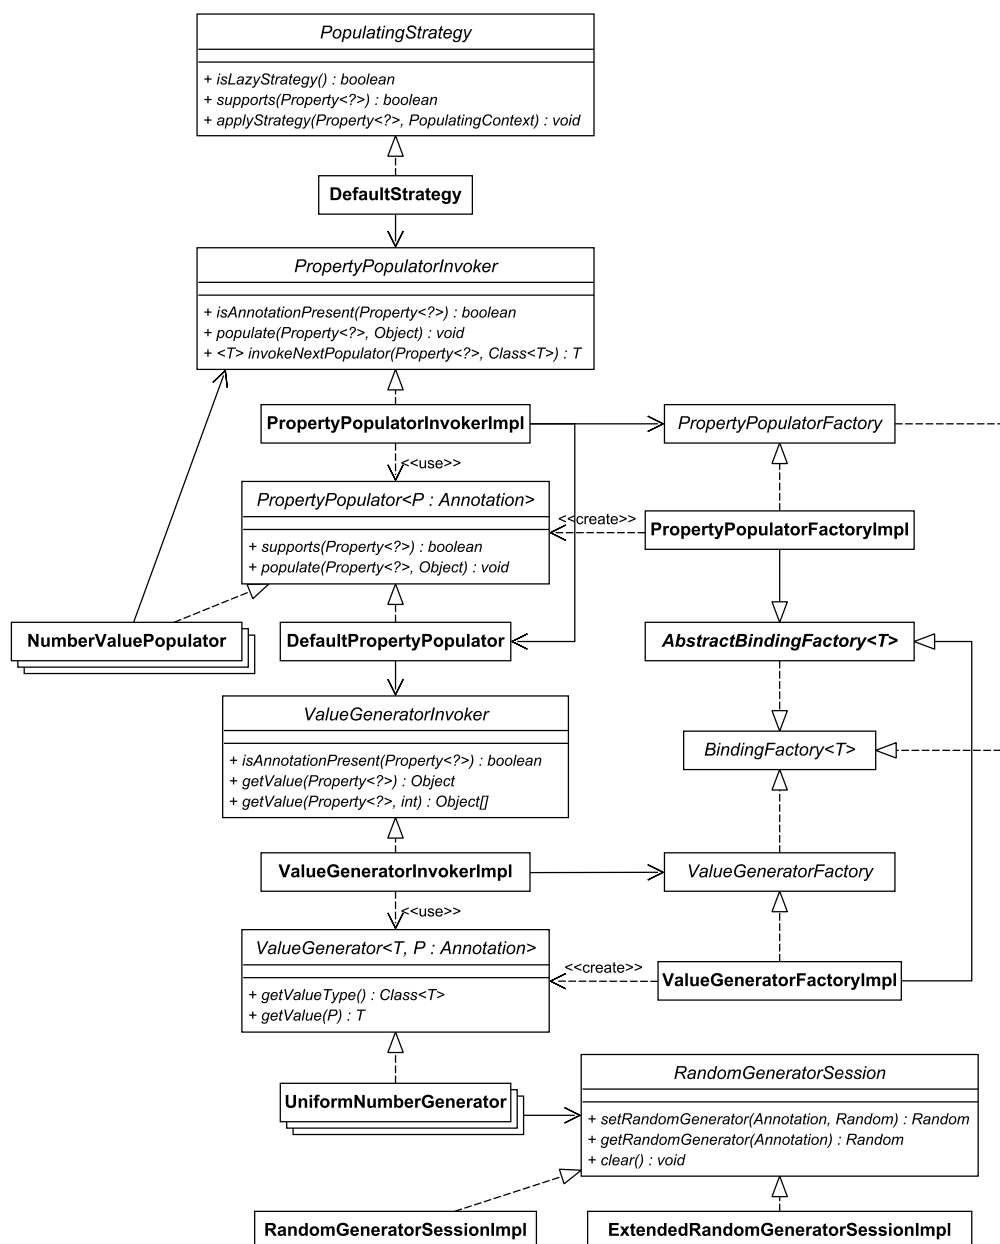 PopulatingStrategy
+ isLazyStrategy() : boolean
+ supports(Property<?>) : boolean
+ applyStrategy(Property<?>, PopulatingContext) : void
DefaultStrategy
PropertyPopulatorInvoker
+ isAnnotationPresent(Property<?>) : boolean
+ populate(Property<?>, Object) : void
+ <T> invokeNextPopulator(Property<?>, Class<T>) : T
PropertyPopulatorInvokerImpl
PropertyPopulatorFactory
<<use>>
PropertyPopulator<P : Annotation>
+ supports(Property<?>) : boolean
+ populate(Property<?>, Object) : void
<<create>>
PropertyPopulatorFactoryImpl
NumberValuePopulator
DefaultPropertyPopulator
AbstractBindingFactory<T>
ValueGeneratorInvoker
+ isAnnotationPresent(Property<?>) : boolean
+ getValue(Property<?>) : Object
+ getValue(Property<?>, int) : Object[]
BindingFactory<T>
ValueGeneratorInvokerImpl
ValueGeneratorFactory
<<use>>
ValueGenerator<T, P : Annotation>
+ getValueType() : Class<T>
+ getValue(P) : T
<<create>>
ValueGeneratorFactoryImpl
UniformNumberGenerator
RandomGeneratorSession
+ setRandomGenerator(Annotation, Random) : Random
+ getRandomGenerator(Annotation) : Random
+ clear() : void
RandomGeneratorSessionImpl
ExtendedRandomGeneratorSessionImpl